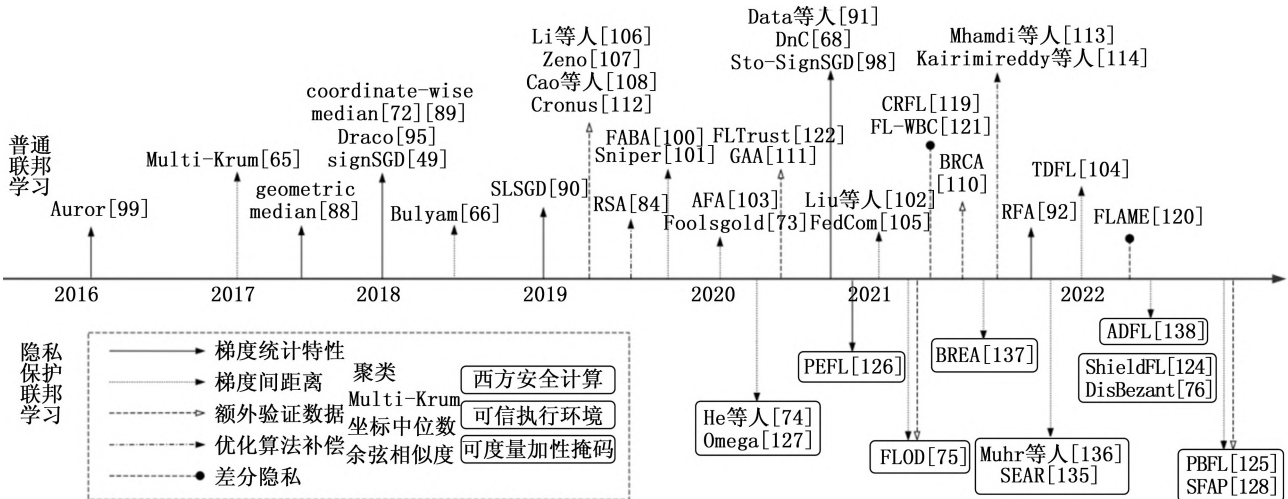 普通
联邦
学习
Auror[99]
Multi-Krum[65]
geometric
median[88]
coordinate-wise
median[72][89]
Draco[95]
signSGD[49]
Bulyam[66]
SLSGD[90]
Li等人[106]
Zeno[107]
Cao等人[108]
Cronus[112]
RSA[84]
FABA[100]
Sniper[101]
AFA[103]
Foolsgold[73]
FLTrust[122]
GAA[111]
Data等人[91]
DnC[68]
Sto-SignSGD[98]
Liu等人[102]
FedCom[105]
CRFL[119]
FL-WBC[121]
BRCA
[110]
Mhamdi等人[113]
Kairimireddy等人[114]
RFA[92]
TDFL[104]
FLAME[120]
2016
2017
2018
2019
2020
2021
2022
隐私
保护
联邦
学习
梯度统计特性
梯度间距离
额外验证数据
优化算法补偿
差分隐私
聚类
Multi-Krum
坐标中位数
余弦相似度
西方安全计算
可信执行环境
可度量加性掩码
He等人[74]
Omega[127]
PEFL[126]
FLOD[75]
BREA[137]
Muhr等人[136]
SEAR[135]
ADFL[138]
ShieldFL[124]
DisBezant[76]
PBFL[125]
SFAP[128]